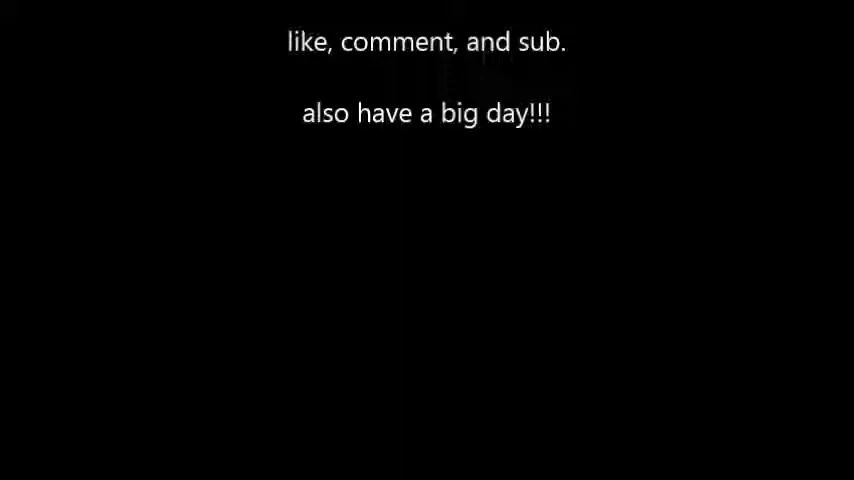 like, comment, and sub.
also have a big day!!!